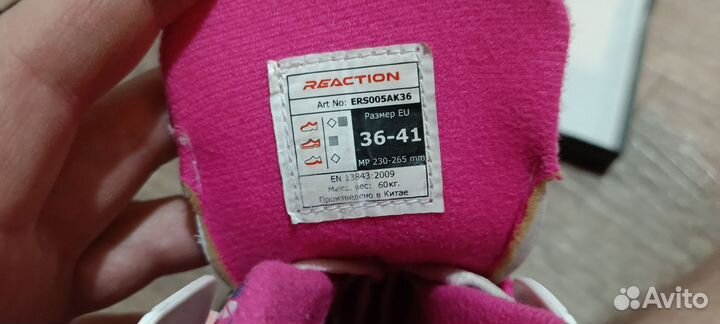 REACTION
Art No: ERS005AK36
Размер EU
36-41
MP 230-265 mm
EN 13843:2009
Макс. вес: 60кг.
Произведено в Китае
Avito